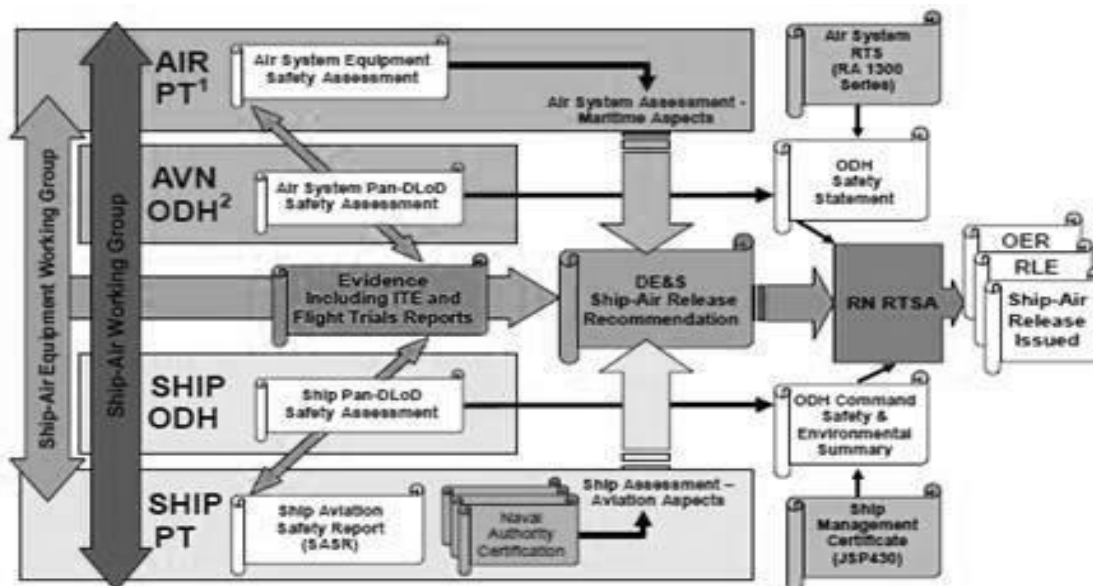 Ship-Air Equipment Working Group
Ship-Air Working Group
AIR
PT1
Air System Equipment
Safety Assessment
Air System Assessment -
Maritime Aspects
Air System
RTS
(RA 1300
Series)
AVN
ODH2
Air System Pan-DLoD
Safety Assessment
ODH
Safety
Statement
Evidence
Including ITE and
Flight Trials Reports
DE&S
Ship-Air Release
Recommendation
RN RTSA
OER
RLE
Ship-Air
Release
Issued
SHIP
ODH
Ship Pan-DLoD
Safety Assessment
ODH Command
Safety &
Environmental
Summary
SHIP
PT
Ship Aviation
Safety Report
(SASR)
Naval
Authority
Certification
Ship Assessment –
Aviation Aspects
Ship
Management
Certificate
(JSP430)